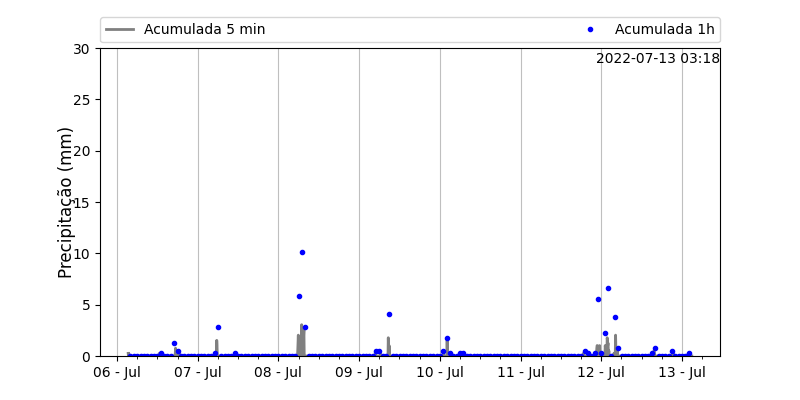 Acumulada 5 min
Acumulada 1h
2022-07-13 03:18
Precipitação (mm)
30
25
20
15
10
5
0
06 - Jul
07 - Jul
08 - Jul
09 - Jul
10 - Jul
11 - Jul
12 - Jul
13 - Jul